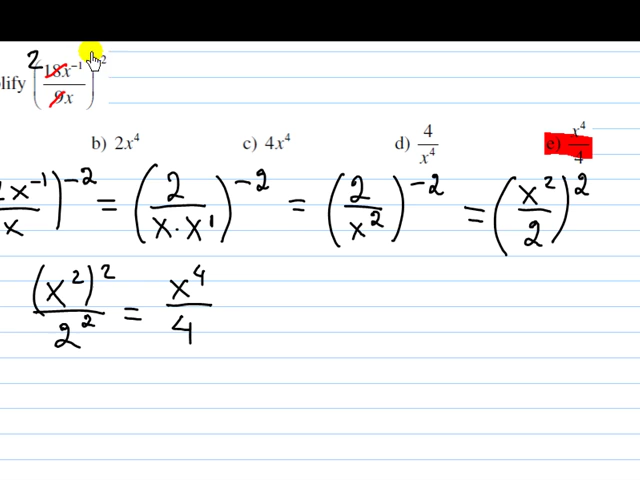 2
lify (18x⁻¹/9x)⁻²
b) 2x⁴ c) 4x⁴ d) 4/x⁴ e) x⁴/4
x⁻¹/x)⁻² = (2/x·x¹)⁻² = (2/x²)⁻² = (x²/2)²
(x²)²/2² = x⁴/4